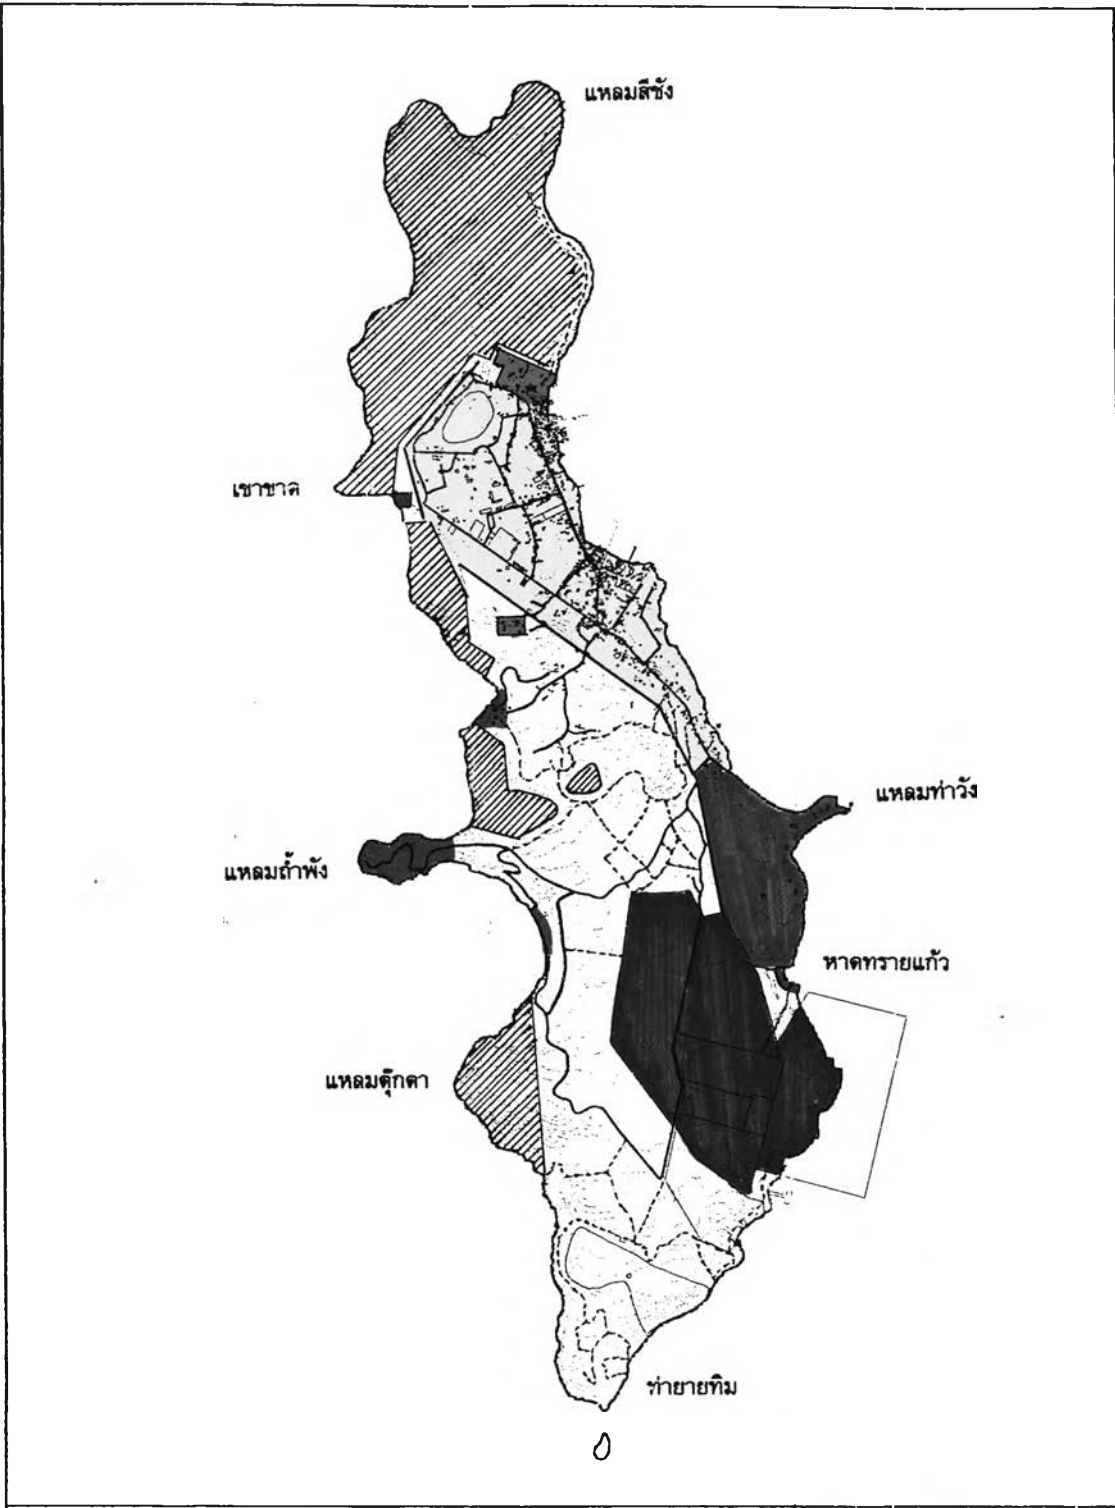 แหลมสีชัง
เขาขาด
แหลมท่าวัง
แหลมถ้ำพัง
หาดทรายแก้ว
แหลมตุ๊กตา
ท่ายายทิม